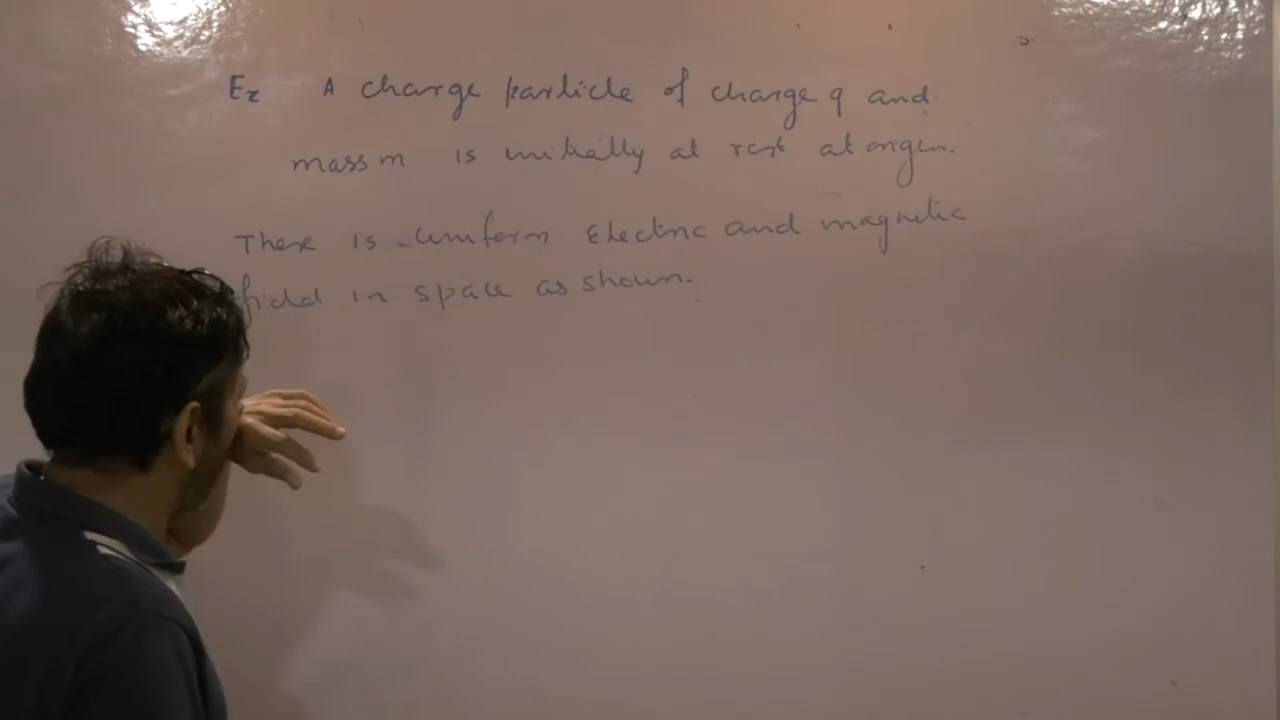 Ex A charge particle of charge q and
mass m is initially at rest at origin.
There is uniform Electric and magnetic
field in space as shown.